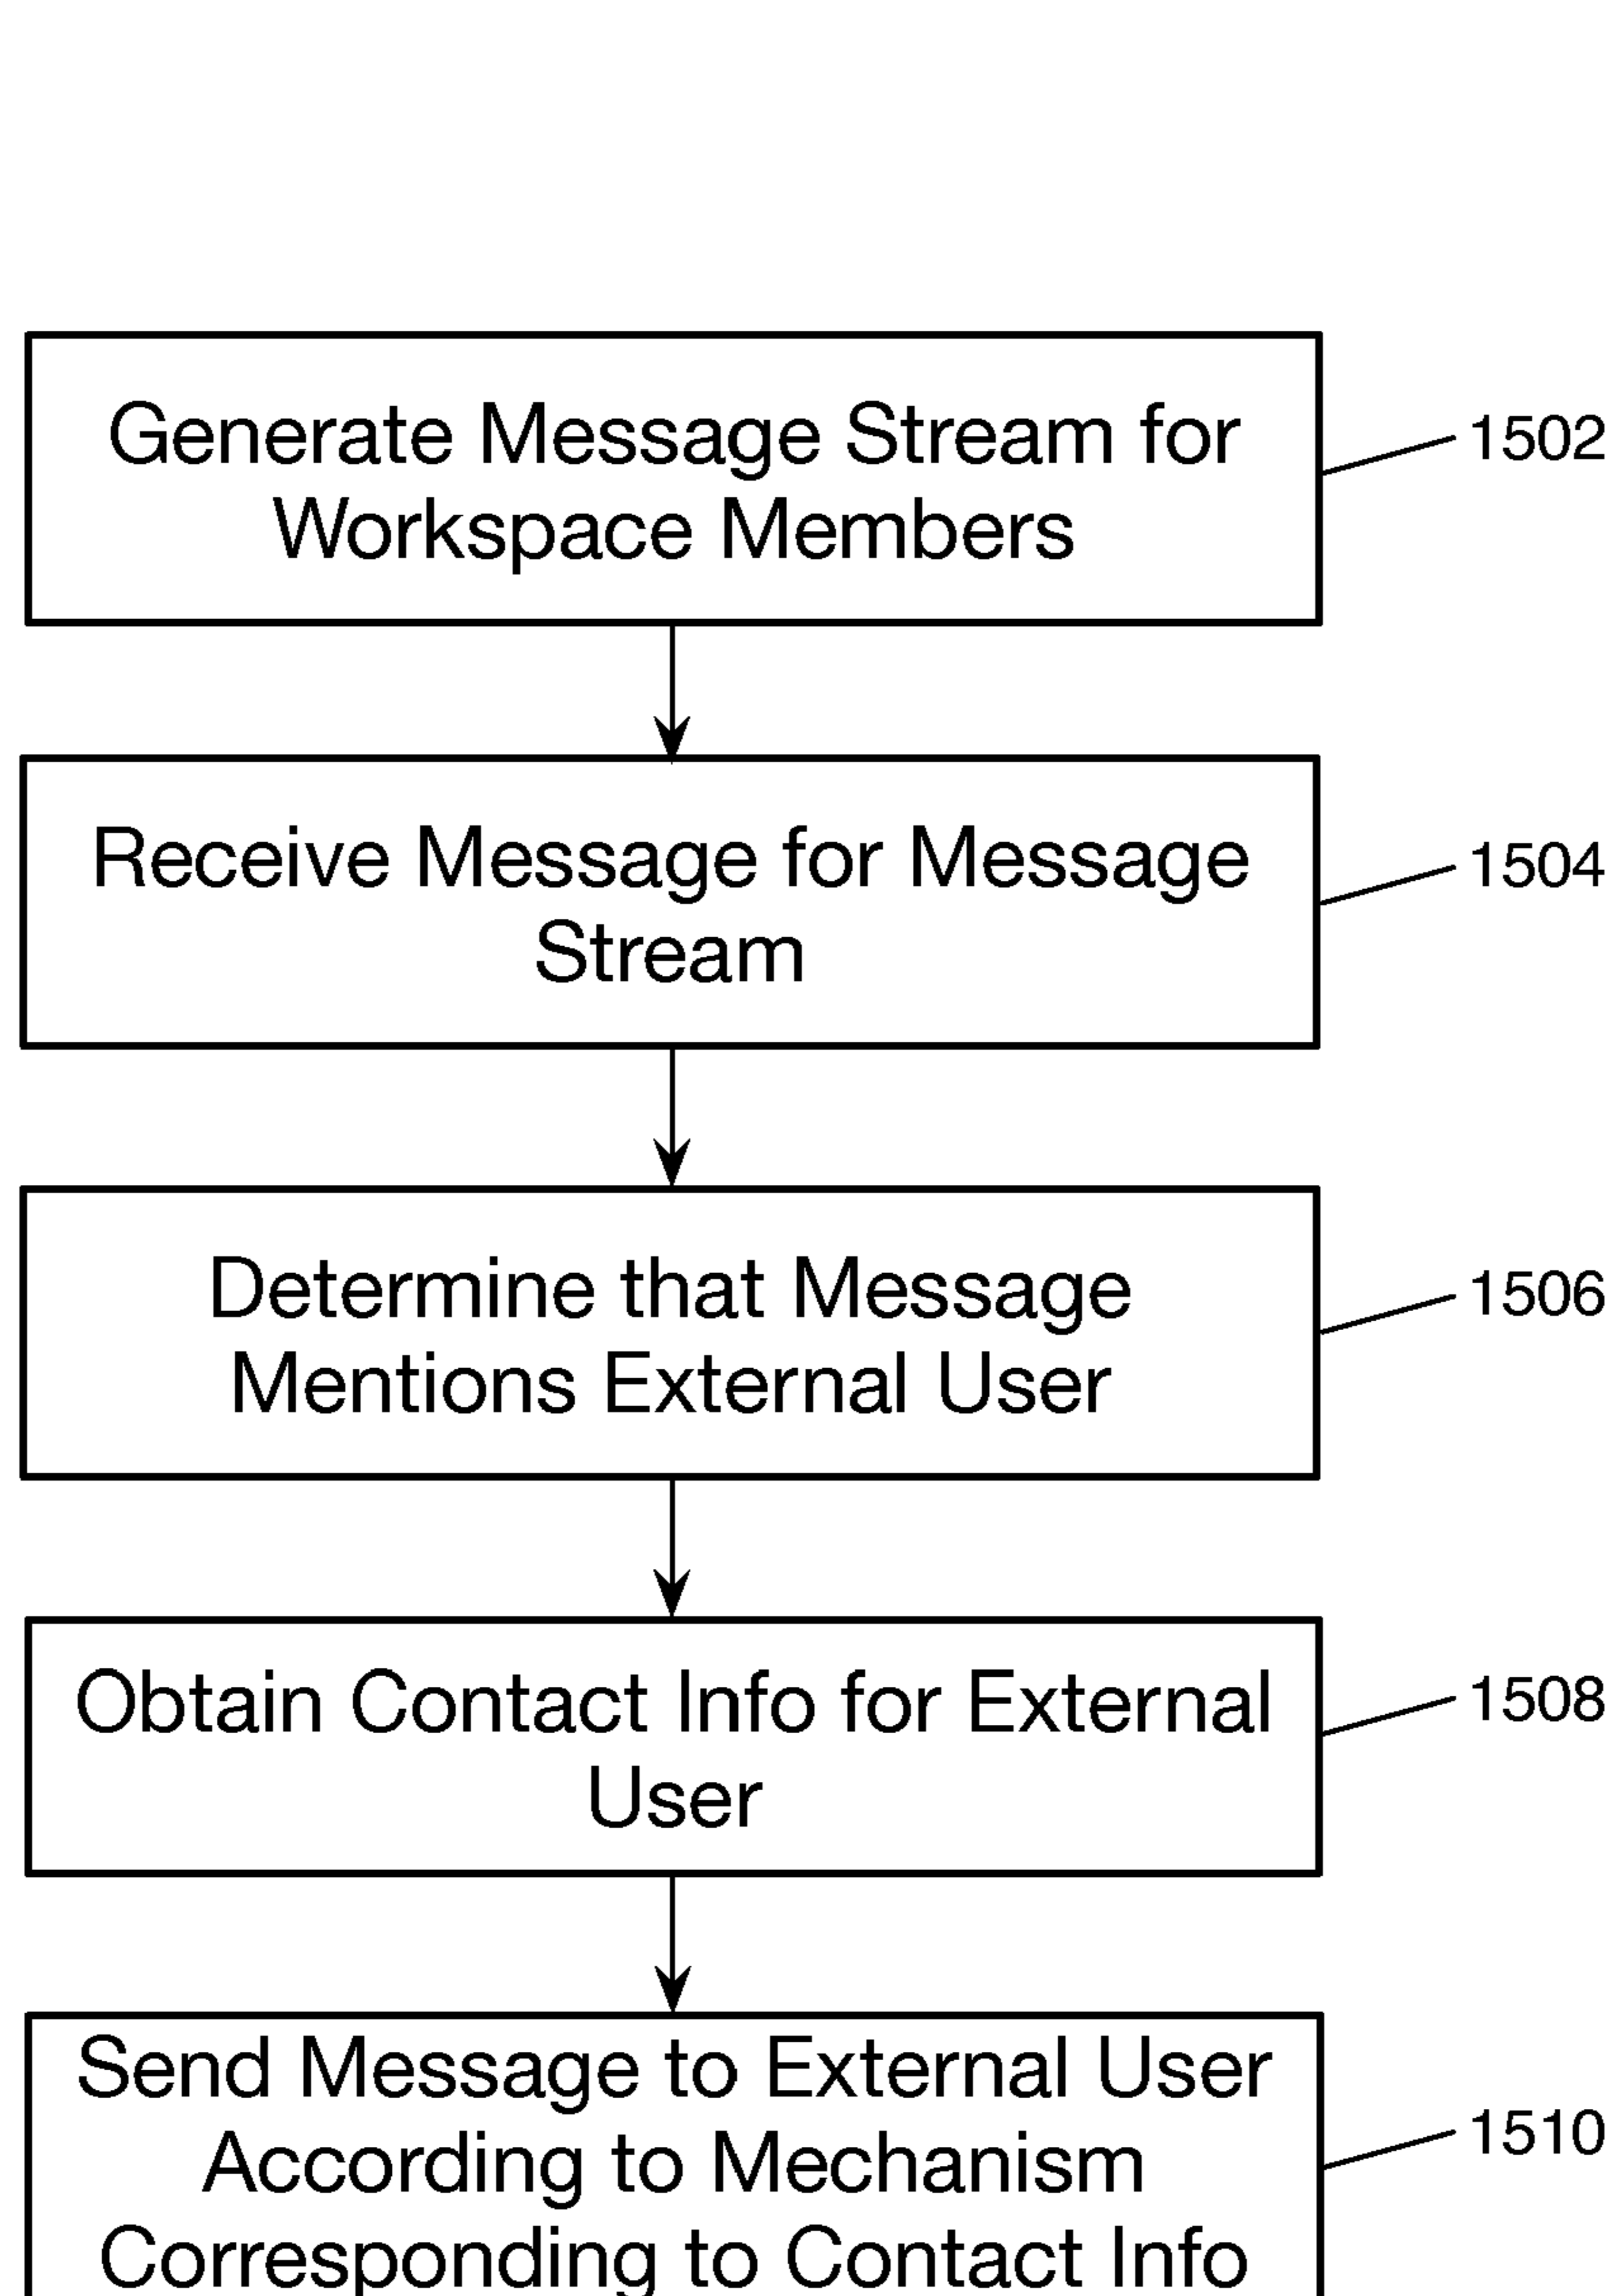 Generate Message Stream for
Workspace Members
1502
Receive Message for Message
Stream
1504
Determine that Message
Mentions External User
1506
Obtain Contact Info for External
User
1508
Send Message to External User
According to Mechanism
Corresponding to Contact Info
1510